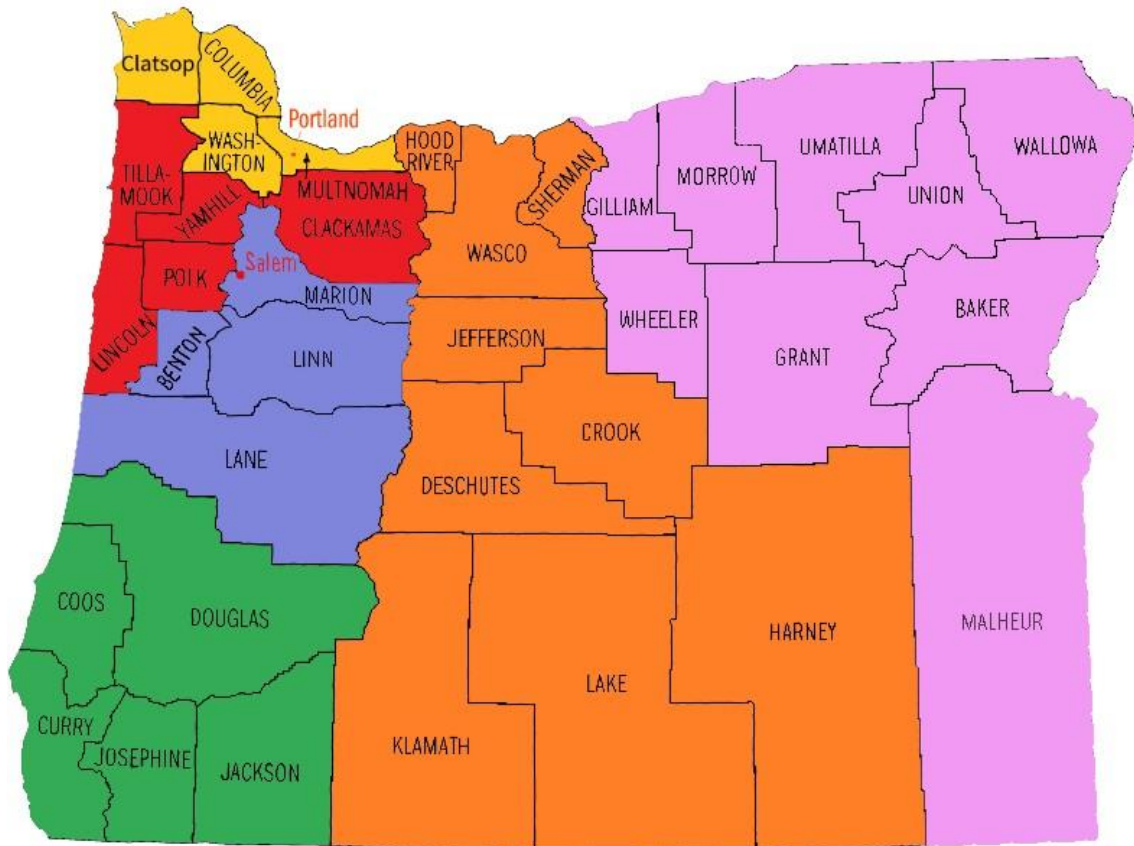 Clatsop
COLUMBIA
Portland
WASH-
INGTON
HOOD
RIVER
TILLA-
MOOK
YAMHILL
MULTNOMAH
CLACKAMAS
SHERMAN
GILLIAM
MORROW
UMATILLA
UNION
WALLOWA
WASCO
POLK
Salem
MARION
LINCOLN
BENTON
LINN
JEFFERSON
WHEELER
GRANT
BAKER
LANE
CROOK
DESCHUTES
COOS
DOUGLAS
HARNEY
MALHEUR
LAKE
CURRY
JOSEPHINE
JACKSON
KLAMATH